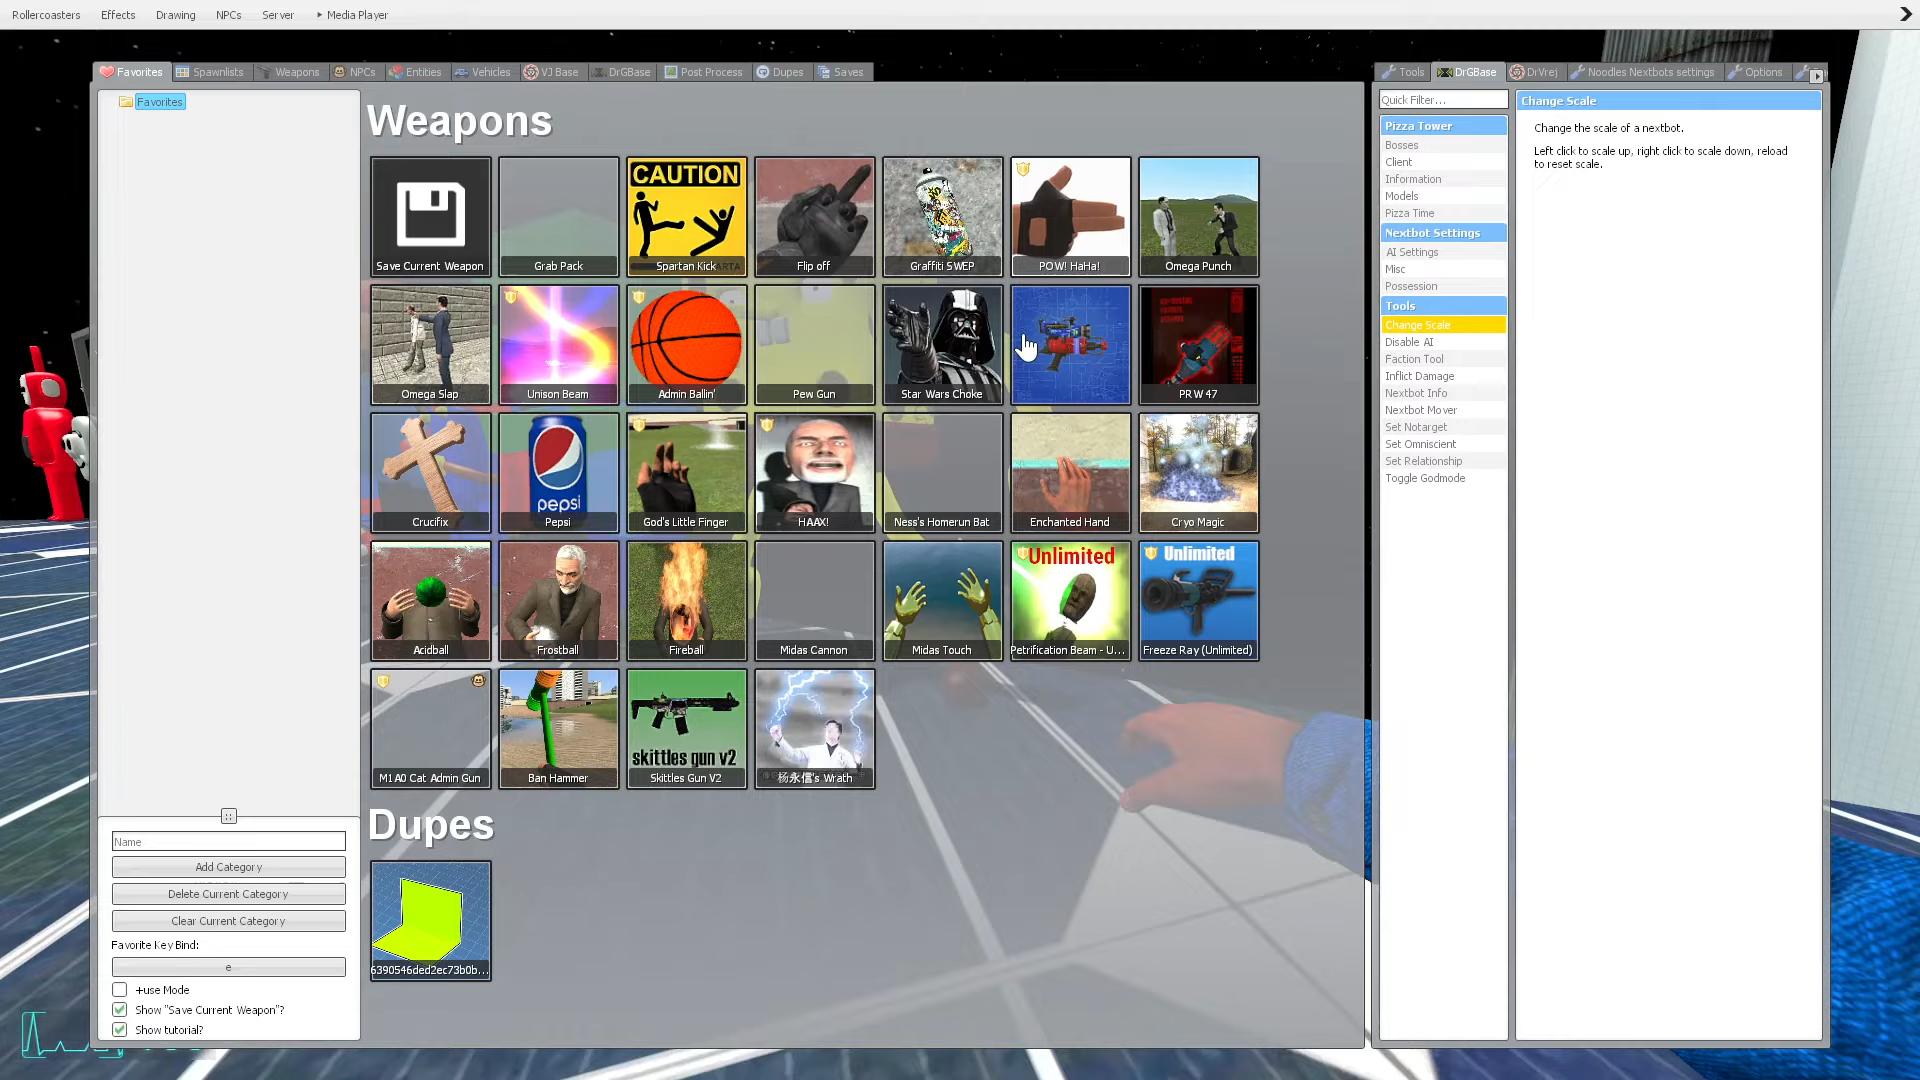 Rollercoasters Effects Drawing NPCs Server Media Player
Favorites Spawnlists Weapons NPCs Entities Vehicles VJ Base DrGBase Post Process Dupes Saves
Tools DrGBase DrVrej Noodles Nextbots settings Options
Favorites
Name
Add Category
Delete Current Category
Clear Current Category
Favorite Key Bind:
e
+use Mode
Show "Save Current Weapon"?
Show tutorial?
Weapons
CAUTION
Save Current Weapon Grab Pack Spartan Kick Flip off Graffiti SWEP POW! HaHa! Omega Punch
Omega Slap Unison Beam Admin Ballin' Pew Gun Star Wars Choke PRW 47
pepsi
Crucifix Pepsi God's Little Finger HAAX! Ness's Homerun Bat Enchanted Hand Cryo Magic
Unlimited Unlimited
Acidball Frostball Fireball Midas Cannon Midas Touch Petrification Beam - U... Freeze Ray (Unlimited)
skittles gun v2
M1A0 Cat Admin Gun Ban Hammer Skittles Gun V2 杨永信's Wrath
Dupes
6390546ded2ec73b0b...
Quick Filter...
Pizza Tower
Bosses
Client
Information
Models
Pizza Time
Nextbot Settings
AI Settings
Misc
Possession
Tools
Change Scale
Disable AI
Faction Tool
Inflict Damage
Nextbot Info
Nextbot Mover
Set Notarget
Set Omniscient
Set Relationship
Toggle Godmode
Change Scale
Change the scale of a nextbot.
Left click to scale up, right click to scale down, reload
to reset scale.